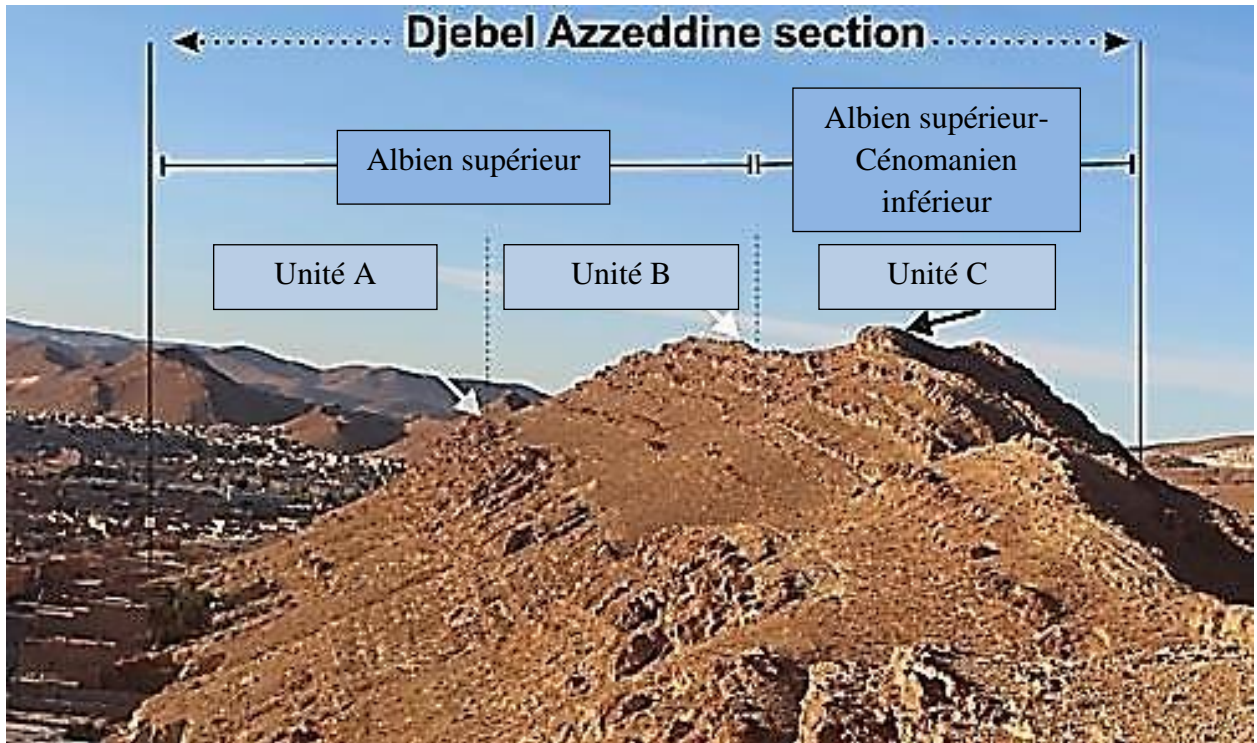 Djebel Azzeddine section
Albien supérieur
Albien supérieur-
Cénomanien
inférieur
Unité A
Unité B
Unité C